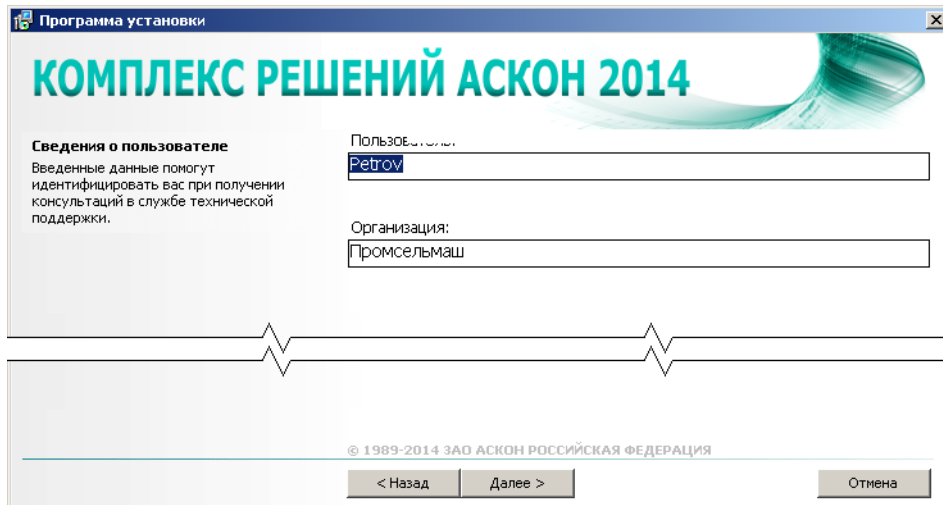 Программа установки
КОМПЛЕКС РЕШЕНИЙ АСКОН 2014
Сведения о пользователе
Введенные данные помогут
идентифицировать вас при получении
консультаций в службе технической
поддержки.
Petrov
Организация:
Промсельмаш
© 1989-2014 ЗАО АСКОН РОССИЙСКАЯ ФЕДЕРАЦИЯ
< Назад
Далее >
Отмена